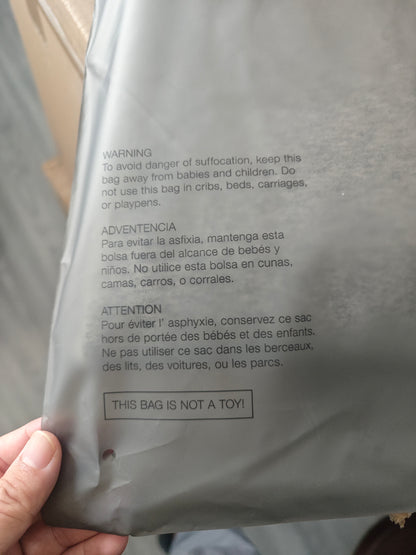 WARNING
To avoid danger of suffocation, keep this
bag away from babies and children. Do
not use this bag in cribs, beds, carriages,
or playpens.
ADVENTENCIA
Para evitar la asfixia, mantenga esta
bolsa fuera del alcance de bebés y
niños. No utilice esta bolsa en cunas,
camas, carros, o corrales.
ATTENTION
Pour éviter l' asphyxie, conservez ce sac
hors de portée des bébés et des enfants.
Ne pas utiliser ce sac dans les berceaux,
des lits, des voitures, ou les parcs.
THIS BAG IS NOT A TOY!